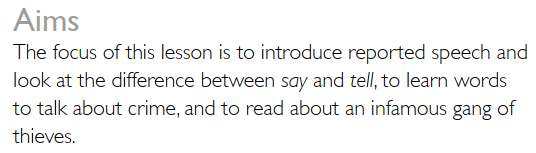 Aims
The focus of this lesson is to introduce reported speech and
look at the difference between say and tell, to learn words
to talk about crime, and to read about an infamous gang of
thieves.